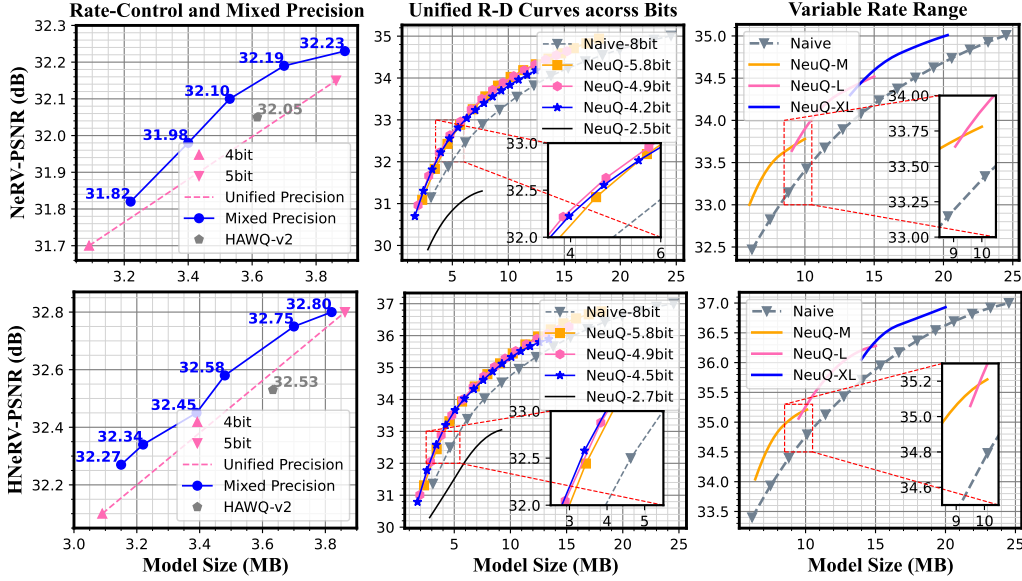 Rate-Control and Mixed Precision
Unified R-D Curves acorss Bits
Variable Rate Range
NeRV-PSNR (dB)
32.3
32.2
32.1
32.0
31.9
31.8
31.7
3.2
3.4
3.6
3.8
31.82
31.98
32.10
32.19
32.23
32.05
4bit
5bit
Unified Precision
Mixed Precision
HAWQ-v2
35
34
33
32
31
30
5
10
15
20
25
Naive-8bit
NeuQ-5.8bit
NeuQ-4.9bit
NeuQ-4.2bit
NeuQ-2.5bit
33.0
32.5
32.0
4
6
35.0
34.5
34.0
33.5
33.0
32.5
5
10
15
20
25
Naive
NeuQ-M
NeuQ-L
NeuQ-XL
34.00
33.75
33.50
33.25
33.00
9
10
HNeRV-PSNR (dB)
32.8
32.6
32.4
32.2
3.0
3.2
3.4
3.6
3.8
32.27
32.34
32.45
32.58
32.75
32.80
32.53
4bit
5bit
Unified Precision
Mixed Precision
HAWQ-v2
Model Size (MB)
37
36
35
34
33
32
31
30
5
10
15
20
25
Naive-8bit
NeuQ-5.8bit
NeuQ-4.9bit
NeuQ-4.5bit
NeuQ-2.7bit
33.0
32.5
32.0
3
4
5
Model Size (MB)
37.0
36.5
36.0
35.5
35.0
34.5
34.0
33.5
5
10
15
20
25
Naive
NeuQ-M
NeuQ-L
NeuQ-XL
35.2
35.0
34.8
34.6
9
10
Model Size (MB)